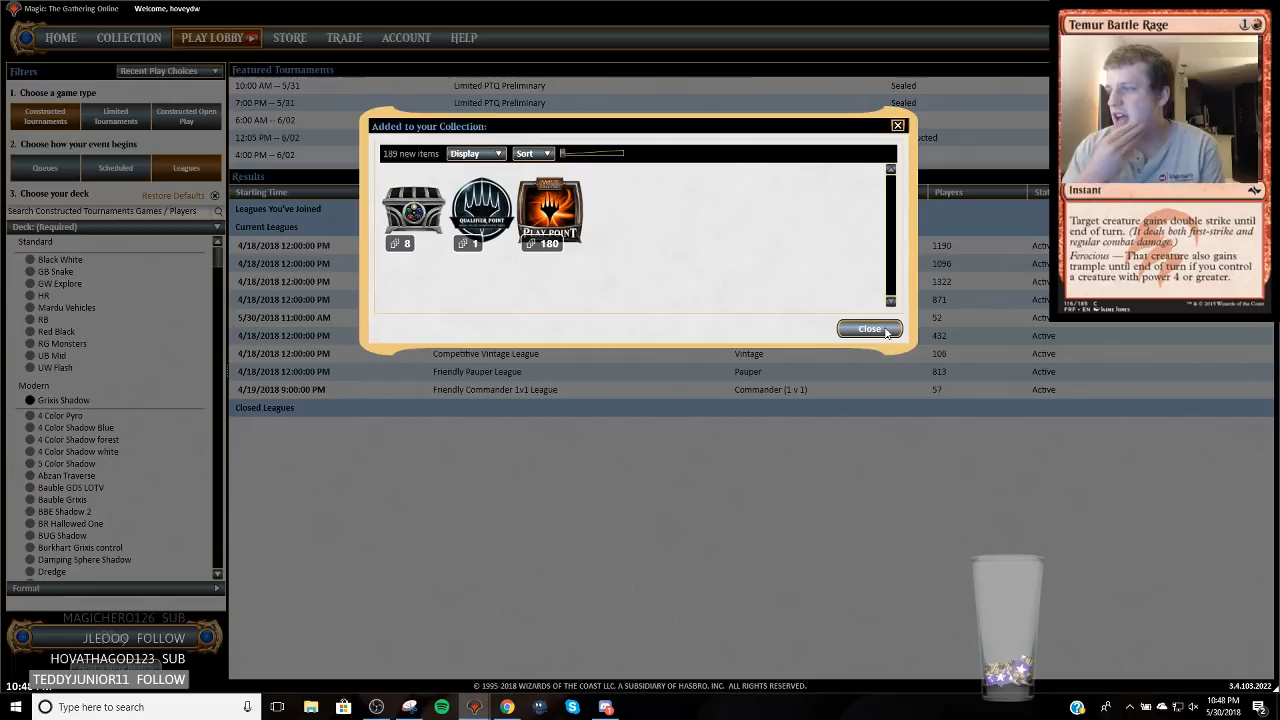 Magic: The Gathering Online
Welcome, hoveydw
HOME COLLECTION PLAY LOBBY STORE TRADE ACCOUNT HELP
Filters
Recent Play Choices
1. Choose a game type
Constructed Tournaments
Limited Tournaments
Constructed Open Play
2. Choose how your event begins
Queues
Scheduled
Leagues
3. Choose your deck
Restore Defaults
Search Constructed Tournaments Games / Players
Deck: (Required)
Standard
Black White
GB Snake
GW Explore
HR
Mardu Vehicles
RB
Red Black
RG Monsters
UB Mid
UW Flash
Modern
Grixis Shadow
4 Color Pyro
4 Color Shadow Blue
4 Color Shadow forest
4 Color Shadow white
5 Color Shadow
Abzan Traverse
Bauble GDS LOTV
Bauble Grixis
BBE Shadow 2
BR Hallowed One
BUG Shadow
Burkhart Grixis control
Damping Sphere Shadow
Dredge
Format
MAGICHERO126 SUB
JLEOOO FOLLOW
HOVATHAGOD123 SUB
TEDDYJUNIOR11 FOLLOW
Featured Tournaments
10:00 AM -- 5/31 Limited PTQ Preliminary Sealed
7:00 PM -- 5/31 Limited PTQ Preliminary Sealed
6:00 AM -- 6/02
12:05 PM -- 6/02
4:00 PM -- 6/02
Results
Starting Time Players
Leagues You've Joined
Current Leagues
4/18/2018 12:00:00 PM 1190 Active
4/18/2018 12:00:00 PM 1096 Active
4/18/2018 12:00:00 PM 1322 Active
4/18/2018 12:00:00 PM 871 Active
5/30/2018 11:00:00 AM 52 Active
4/18/2018 12:00:00 PM 432 Active
4/18/2018 12:00:00 PM Competitive Vintage League Vintage 106 Active
4/18/2018 12:00:00 PM Friendly Pauper League Pauper 813 Active
4/19/2018 9:00:00 PM Friendly Commander 1v1 League Commander (1 v 1) 57 Active
Closed Leagues
Added to your Collection:
189 new items
Display
Sort
QUALIFIER POINT
PLAY POINT
8
1
180
Close
Temur Battle Rage
1
Instant
Target creature gains double strike until
end of turn. (It deals both first-strike and
regular combat damage.)
Ferocious — That creature also gains
trample until end of turn if you control
a creature with power 4 or greater.
116/185 C
FRF • EN
™ & © 2015 Wizards of the Coast
© 1995-2018 WIZARDS OF THE COAST LLC, A SUBSIDIARY OF HASBRO, INC. ALL RIGHTS RESERVED.
3.4.103.2022
Type here to search
10:48 PM
5/30/2018